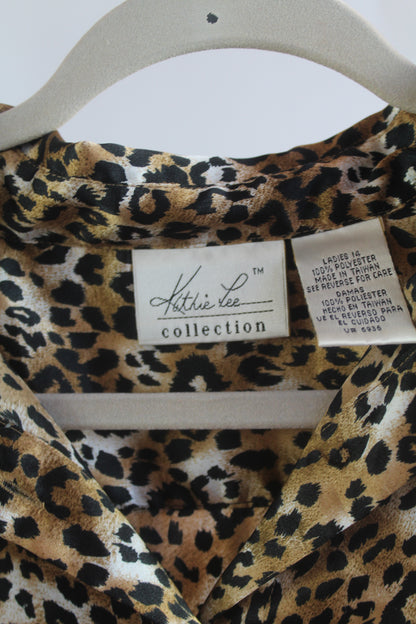 Kathie Lee™
collection
LADIES 14
100% POLYESTER
MADE IN TAIWAN
SEE REVERSE FOR CARE
DAMAS
100% POLIESTER
HECHO EN TAIWAN
VE EL REVERSO PARA
EL CUIDADO
VR 6936